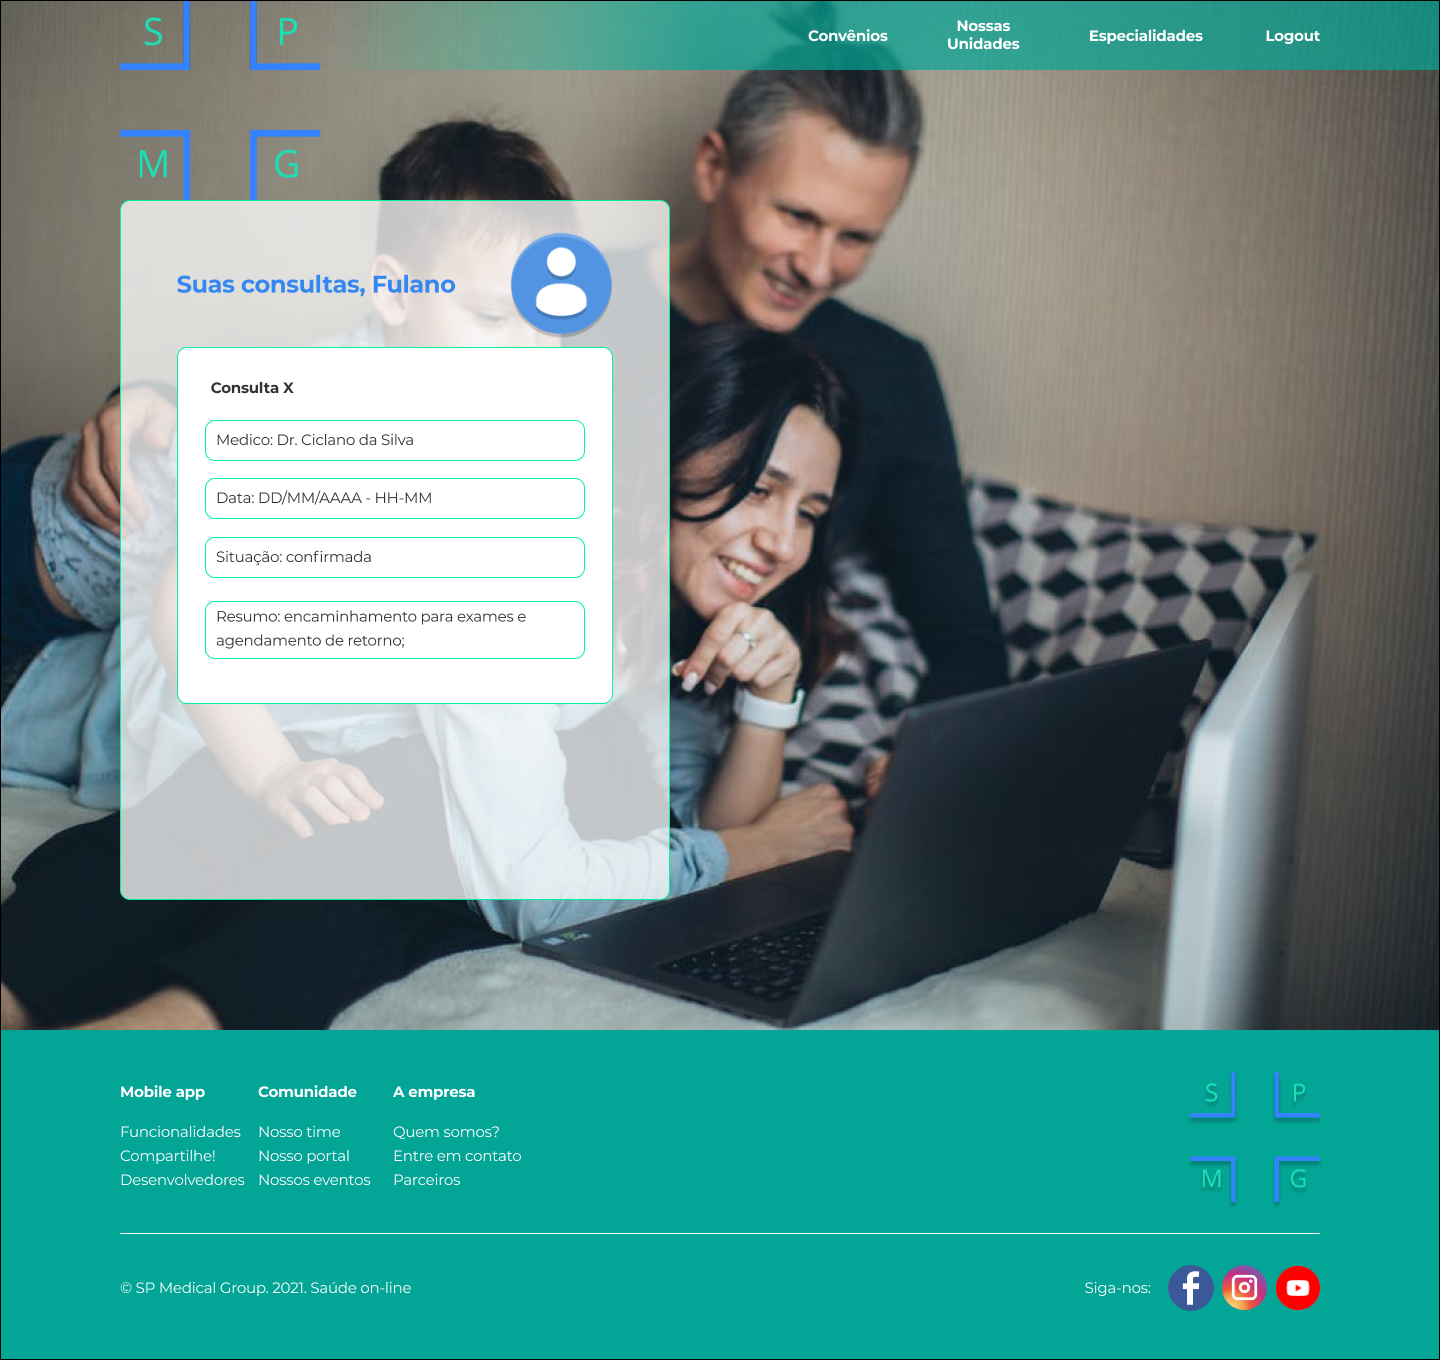 S P
M G
Convênios
Nossas
Unidades
Especialidades
Logout
Suas consultas, Fulano
Consulta X
Medico: Dr. Ciclano da Silva
Data: DD/MM/AAAA - HH-MM
Situação: confirmada
Resumo: encaminhamento para exames e
agendamento de retorno;
Mobile app
Funcionalidades
Compartilhe!
Desenvolvedores
Comunidade
Nosso time
Nosso portal
Nossos eventos
A empresa
Quem somos?
Entre em contato
Parceiros
S P
M G
© SP Medical Group. 2021. Saúde on-line
Siga-nos: